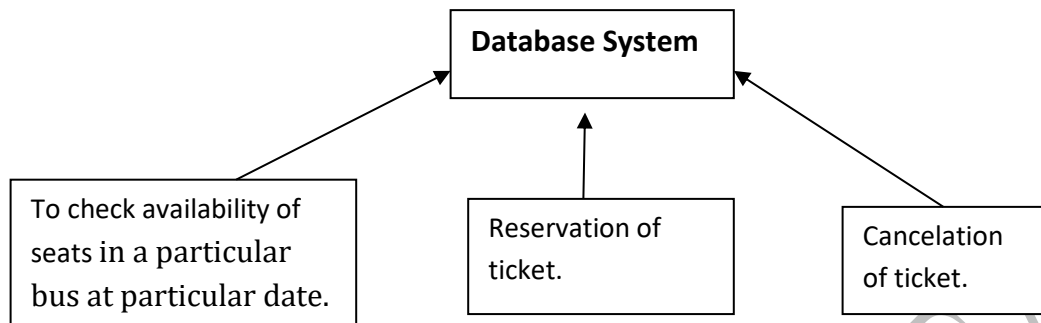 Database System
To check availability of
seats in a particular
bus at particular date.
Reservation of
ticket.
Cancelation
of ticket.